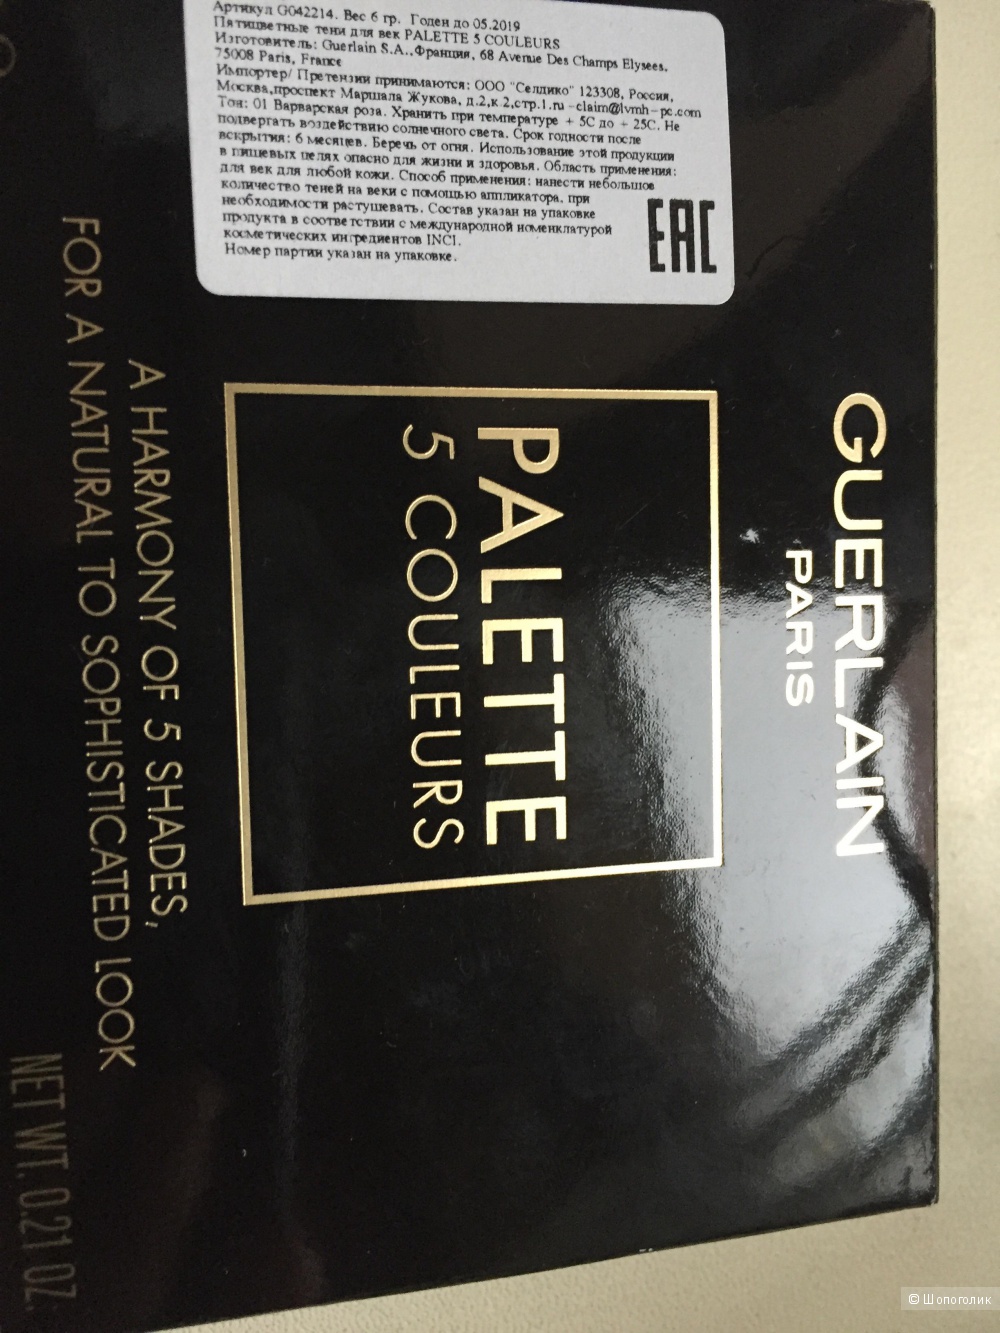 Артикул G042214. Вес 6 гр. Годен до 05.2019
Пятицветные тени для век PALETTE 5 COULEURS
Изготовитель: Guerlain S.A.,Франция, 68 Avenue Des Champs Elysees,
75008 Paris, France
Импортер/ Претензии принимаются: ООО "Селдико" 123308, Россия,
Москва,проспект Маршала Жукова, д.2,к.2,стр.1.ru -claim@lvmh-pc.com
Тон: 01 Варварская роза. Хранить при температуре + 5С до + 25С. Не
подвергать воздействию солнечного света. Срок годности после
вскрытия: 6 месяцев. Беречь от огня. Использование этой продукции
в пищевых целях опасно для жизни и здоровья. Область применения:
для век для любой кожи. Способ применения: нанести небольшое
количество теней на веки с помощью аппликатора, при
необходимости растушевать. Состав указан на упаковке
продукта в соответствии с международной номенклатурой
косметических ингредиентов INCI.
Номер партии указан на упаковке.
EAC
GUERLAIN
PARIS
PALETTE
5 COULEURS
A HARMONY OF 5 SHADES,
FOR A NATURAL TO SOPHISTICATED LOOK
NET WT. 0.21 OZ.
© Шопоголик